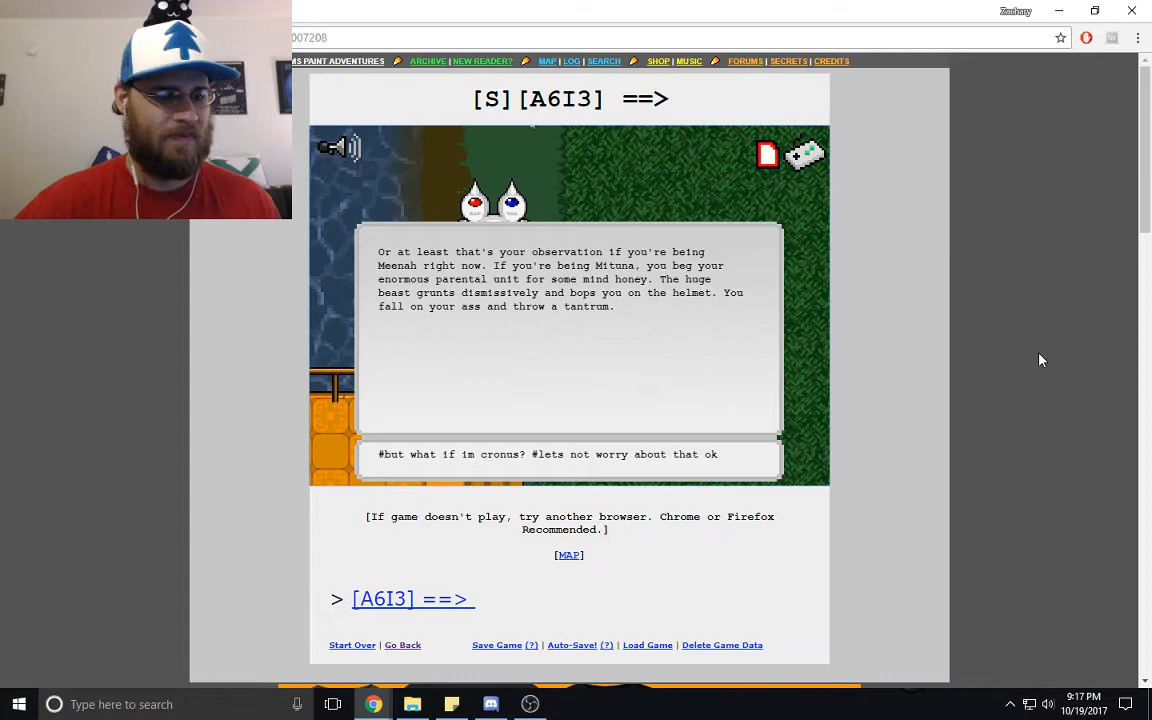 Zachary
007208
MS PAINT ADVENTURES ARCHIVE | NEW READER? MAP | LOG | SEARCH SHOP | MUSIC FORUMS | SECRETS | CREDITS
[S][A6I3] ==>
Or at least that's your observation if you're being
Meenah right now. If you're being Mituna, you beg your
enormous parental unit for some mind honey. The huge
beast grunts dismissively and bops you on the helmet. You
fall on your ass and throw a tantrum.
#but what if im cronus? #lets not worry about that ok
[If game doesn't play, try another browser. Chrome or Firefox
Recommended.]
[MAP]
> [A6I3] ==>
Start Over | Go Back Save Game (?) | Auto-Save! (?) | Load Game | Delete Game Data
Type here to search
9:17 PM
10/19/2017